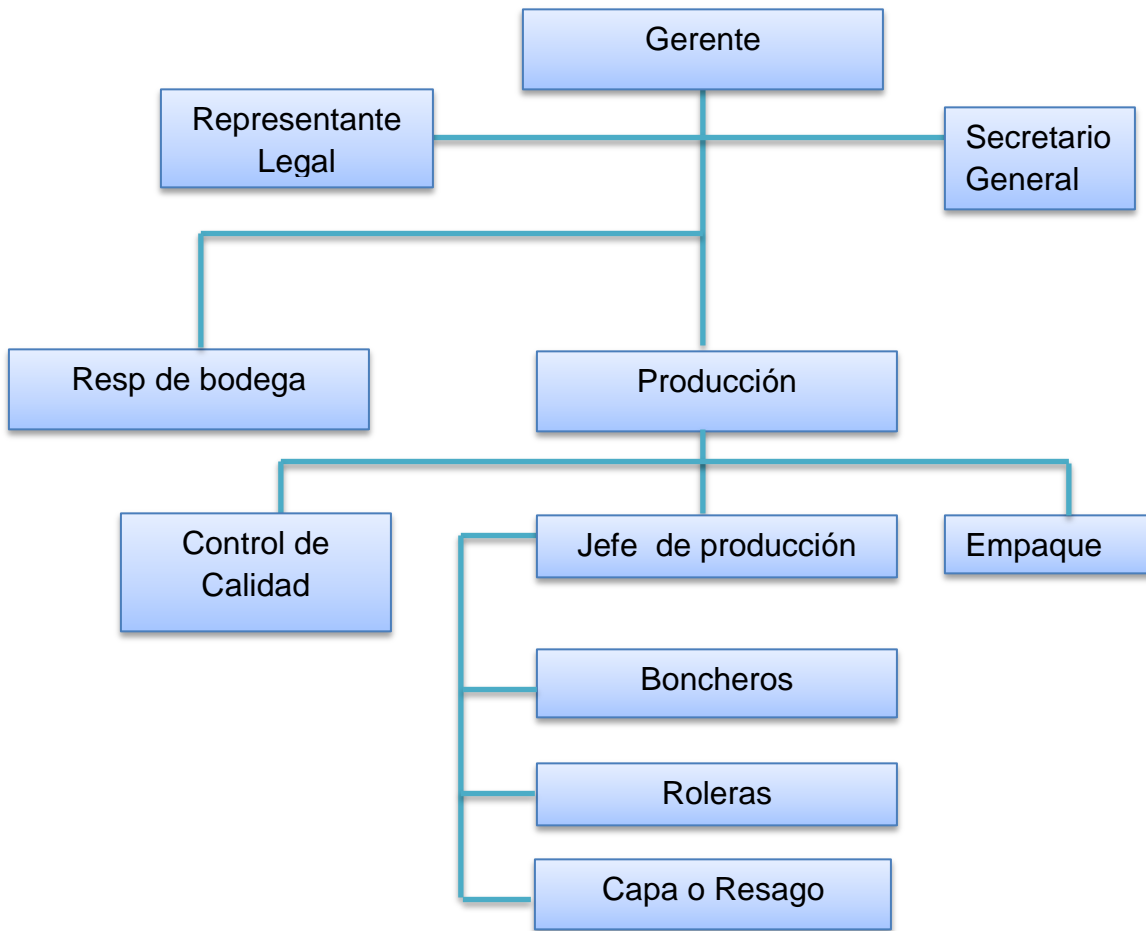 Gerente
Representante
Legal
Secretario
General
Resp de bodega
Producción
Control de
Calidad
Jefe  de producción
Empaque
Boncheros
Roleras
Capa o Resago